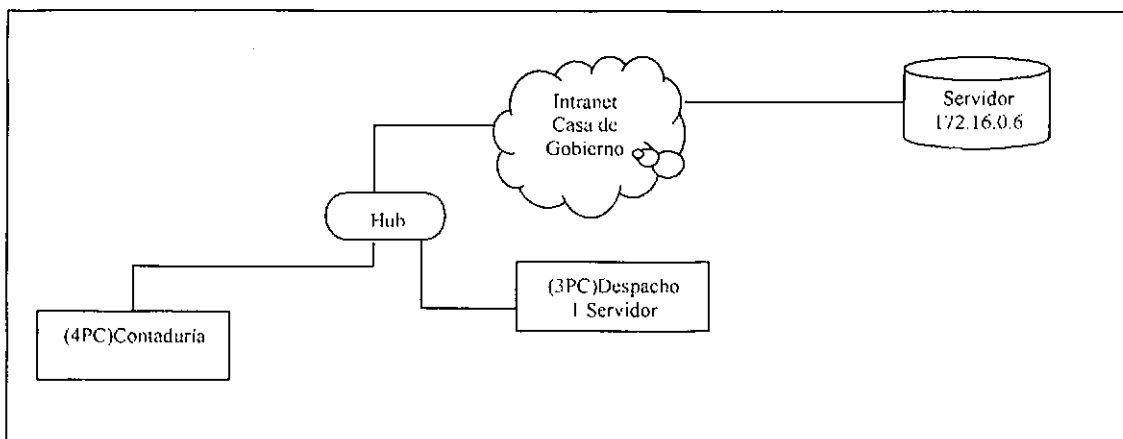 Intranet
Casa de
Gobierno
Servidor
172.16.0.6
Hub
(3PC)Despacho
1 Servidor
(4PC)Contaduría